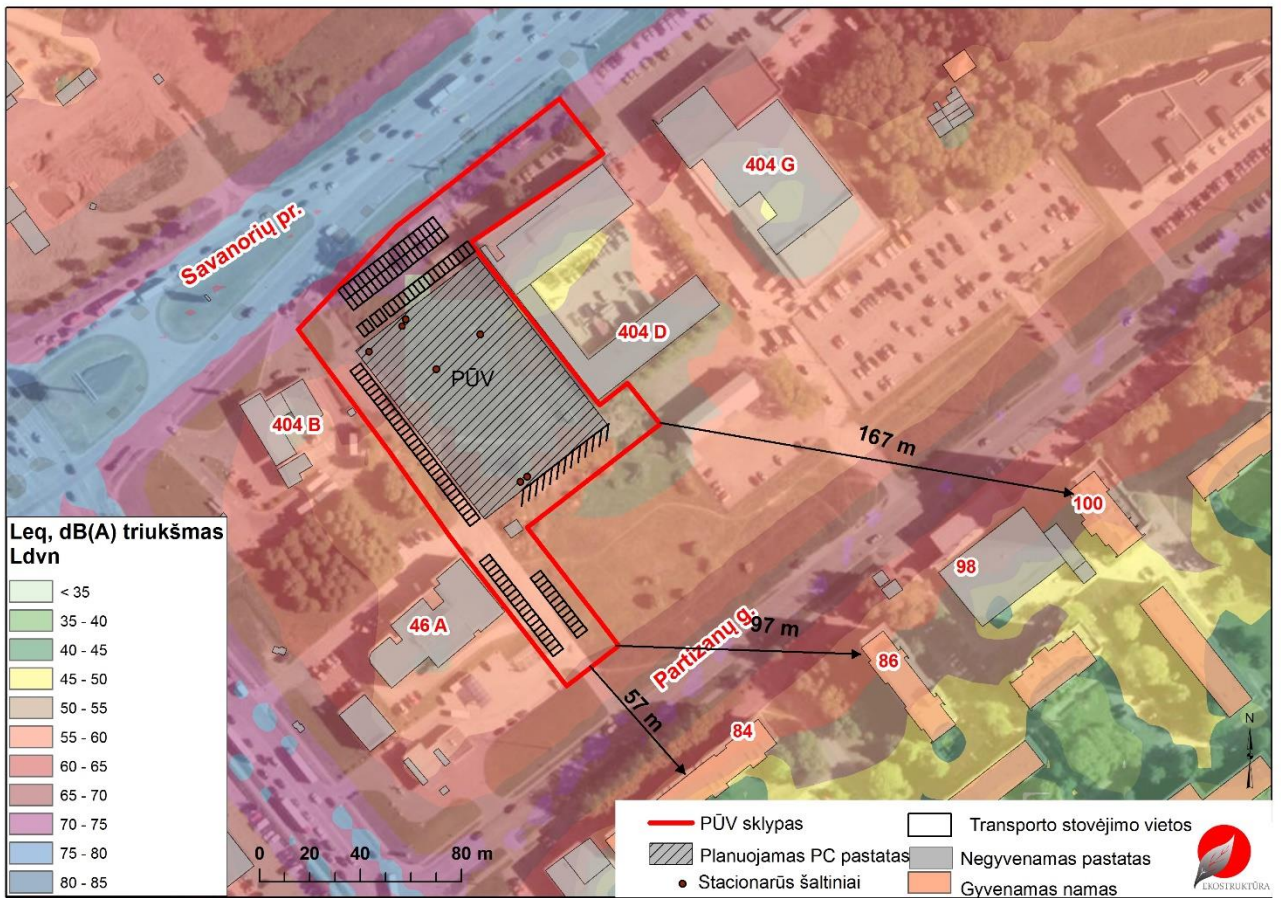 404 G
Savanorių pr.
404 D
PŪV
404 B
167 m
100
98
46 A
Partizanų g.
97 m
86
57 m
84
N
Leq, dB(A) triukšmas
Ldvn
< 35
35 - 40
40 - 45
45 - 50
50 - 55
55 - 60
60 - 65
65 - 70
70 - 75
75 - 80
80 - 85
0 20 40 80 m
PŪV sklypas
Planuojamas PC pastatas
Stacionarūs šaltiniai
Transporto stovėjimo vietos
Negyvenamas pastatas
Gyvenamas namas
EKOSTRUKTŪRA